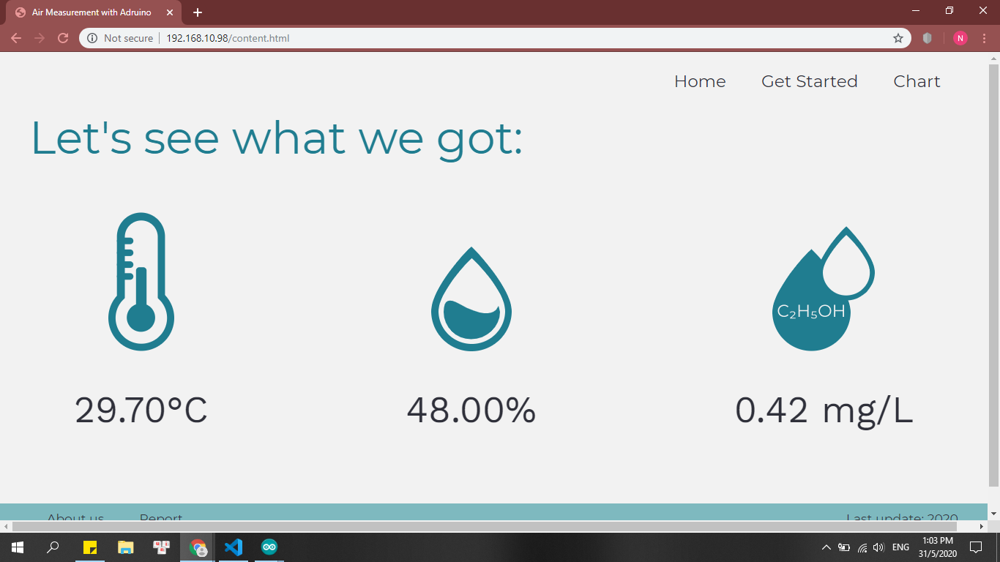 Air Measurement with Adruino
Not secure 192.168.10.98/content.html
N
Home Get Started Chart
Let's see what we got:
C₂H₅OH
29.70°C 48.00% 0.42 mg/L
About us Report Last update: 2020
ENG 1:03 PM
31/5/2020